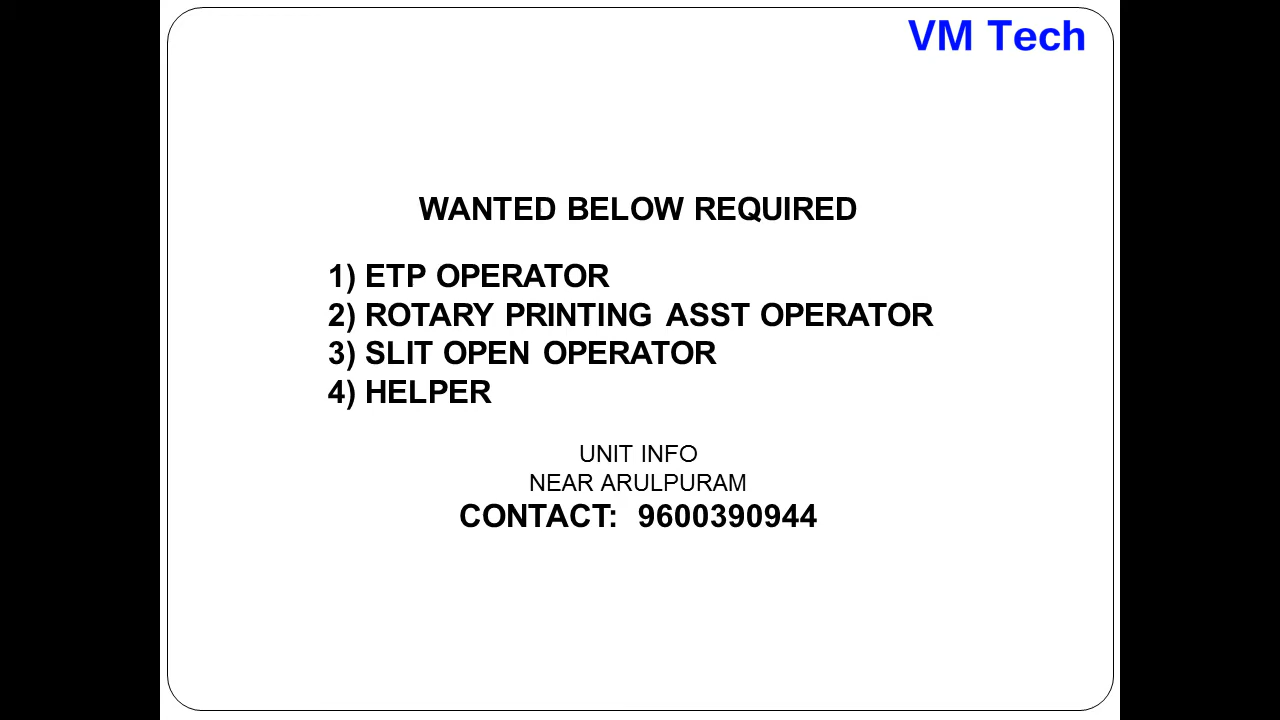 VM Tech
WANTED BELOW REQUIRED
1) ETP OPERATOR
2) ROTARY PRINTING ASST OPERATOR
3) SLIT OPEN OPERATOR
4) HELPER
UNIT INFO
NEAR ARULPURAM
CONTACT: 9600390944